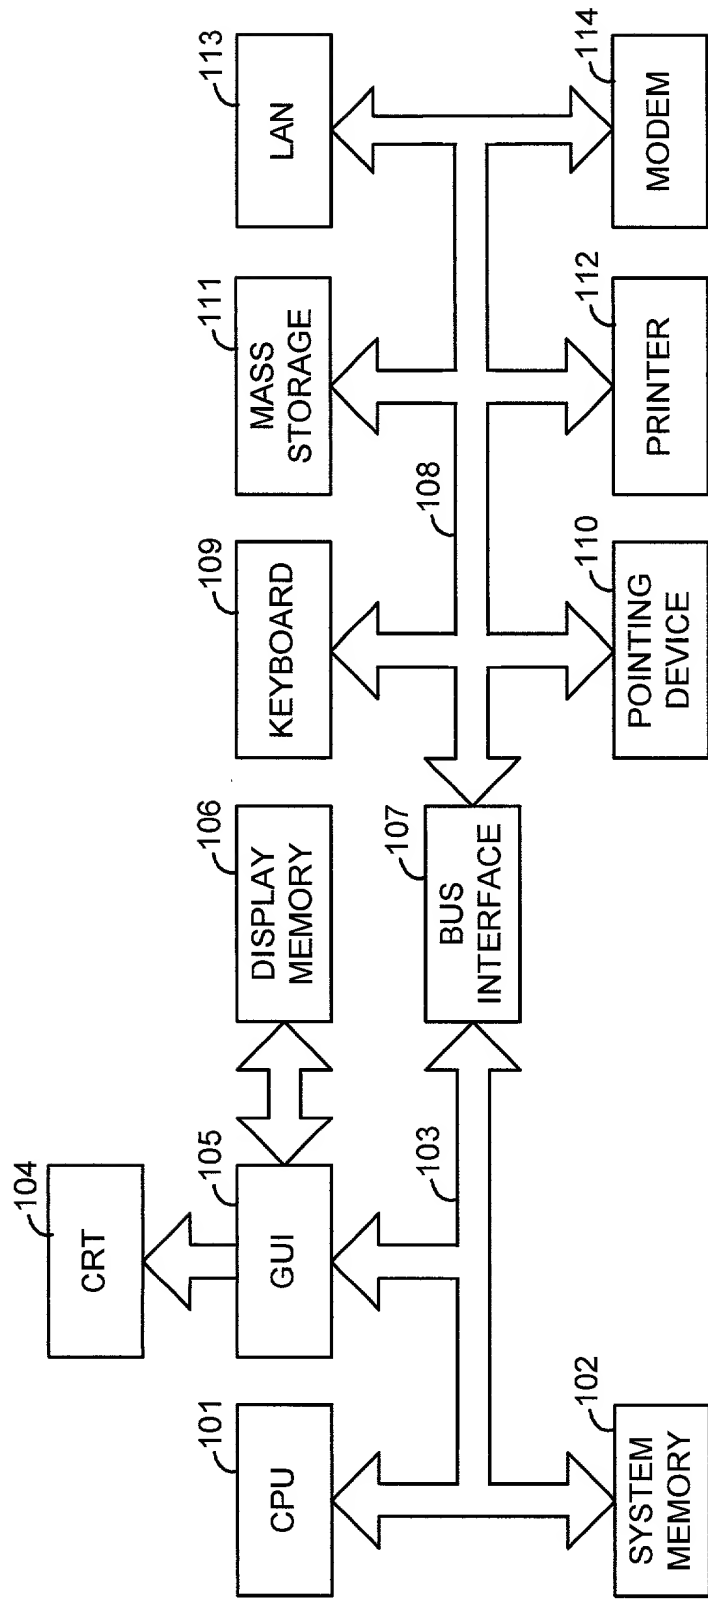 104
CRT
101
CPU
105
GUI
106
DISPLAY
MEMORY
109
KEYBOARD
111
MASS
STORAGE
113
LAN
103
107
BUS
INTERFACE
108
102
SYSTEM
MEMORY
110
POINTING
DEVICE
112
PRINTER
114
MODEM